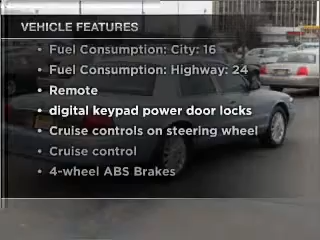 VEHICLE FEATURES
• Fuel Consumption: City: 16
• Fuel Consumption: Highway: 24
• Remote
• digital keypad power door locks
• Cruise controls on steering wheel
• Cruise control
• 4-wheel ABS Brakes